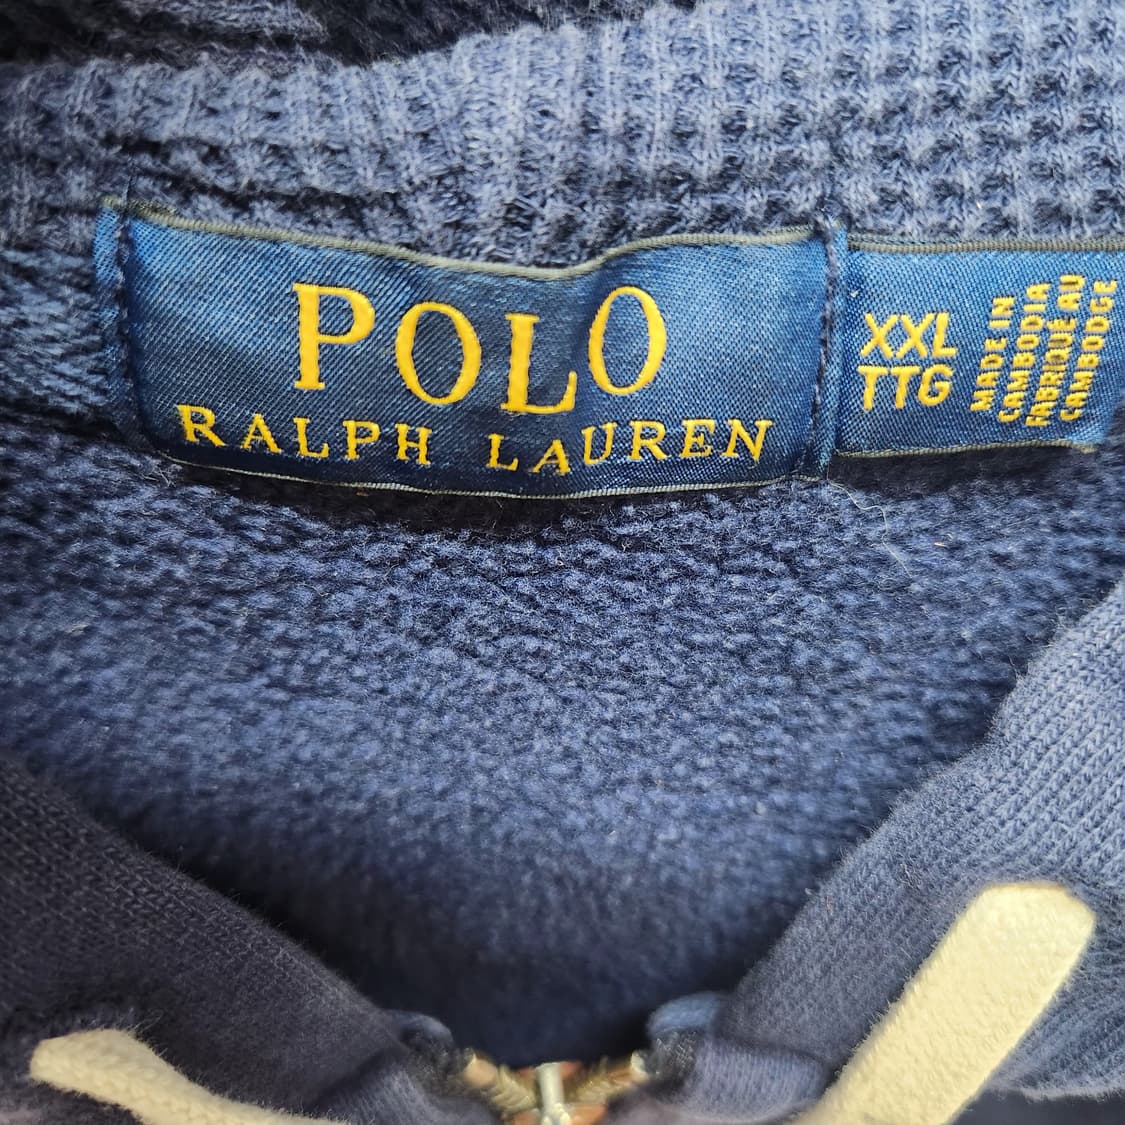 POLO
RALPH LAUREN
XXL
TTG
MADE IN
CAMBODIA
FABRIQUÉ AU
CAMBODGE